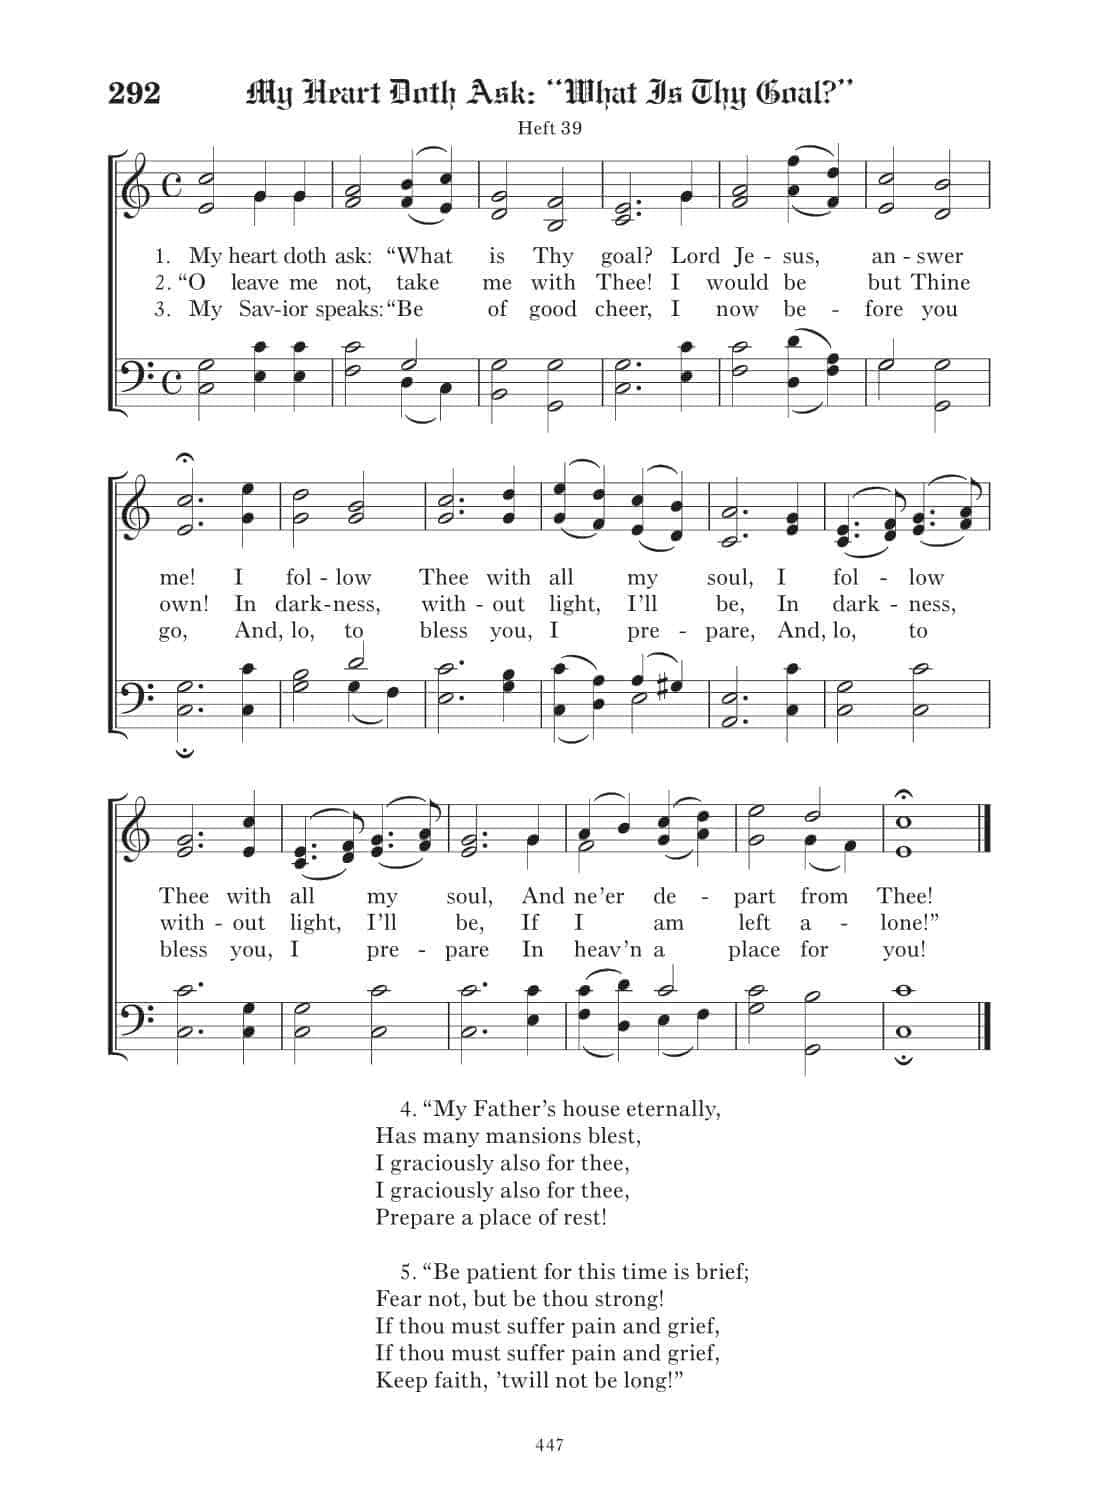 292 My Heart Doth Ask: “What Is Thy Goal?”
Heft 39
1. My heart doth ask: “What is Thy goal? Lord Je - sus, an - swer
2. “O leave me not, take me with Thee! I would be but Thine
3. My Sav-ior speaks: “Be of good cheer, I now be - fore you
me! I fol - low Thee with all my soul, I fol - low
own! In dark-ness, with - out light, I’ll be, In dark - ness,
go, And, lo, to bless you, I pre - pare, And, lo, to
Thee with all my soul, And ne’er de - part from Thee!
with - out light, I’ll be, If I am left a - lone!”
bless you, I pre - pare In heav’n a place for you!
4. “My Father’s house eternally,
Has many mansions blest,
I graciously also for thee,
I graciously also for thee,
Prepare a place of rest!
5. “Be patient for this time is brief;
Fear not, but be thou strong!
If thou must suffer pain and grief,
If thou must suffer pain and grief,
Keep faith, ’twill not be long!”
447